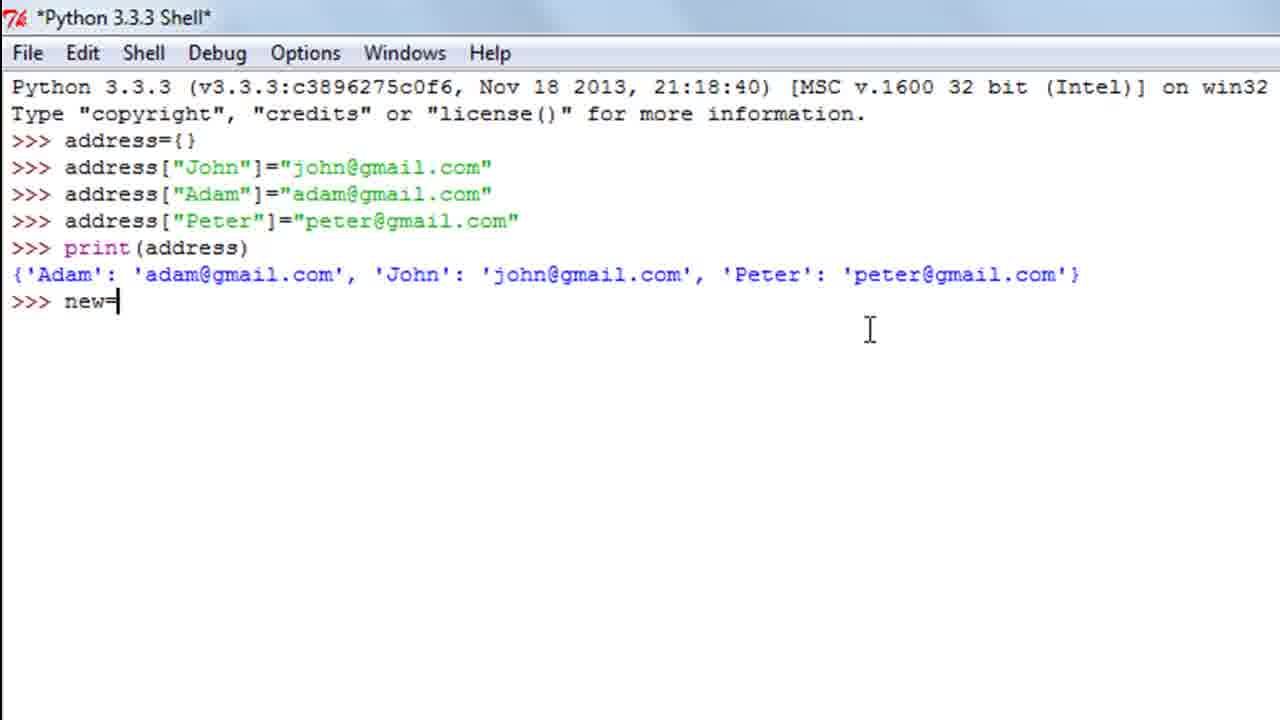 *Python 3.3.3 Shell*
File Edit Shell Debug Options Windows Help
Python 3.3.3 (v3.3.3:c3896275c0f6, Nov 18 2013, 21:18:40) [MSC v.1600 32 bit (Intel)] on win32
Type "copyright", "credits" or "license()" for more information.
>>> address={}
>>> address["John"]="john@gmail.com"
>>> address["Adam"]="adam@gmail.com"
>>> address["Peter"]="peter@gmail.com"
>>> print(address)
{'Adam': 'adam@gmail.com', 'John': 'john@gmail.com', 'Peter': 'peter@gmail.com'}
>>> new=